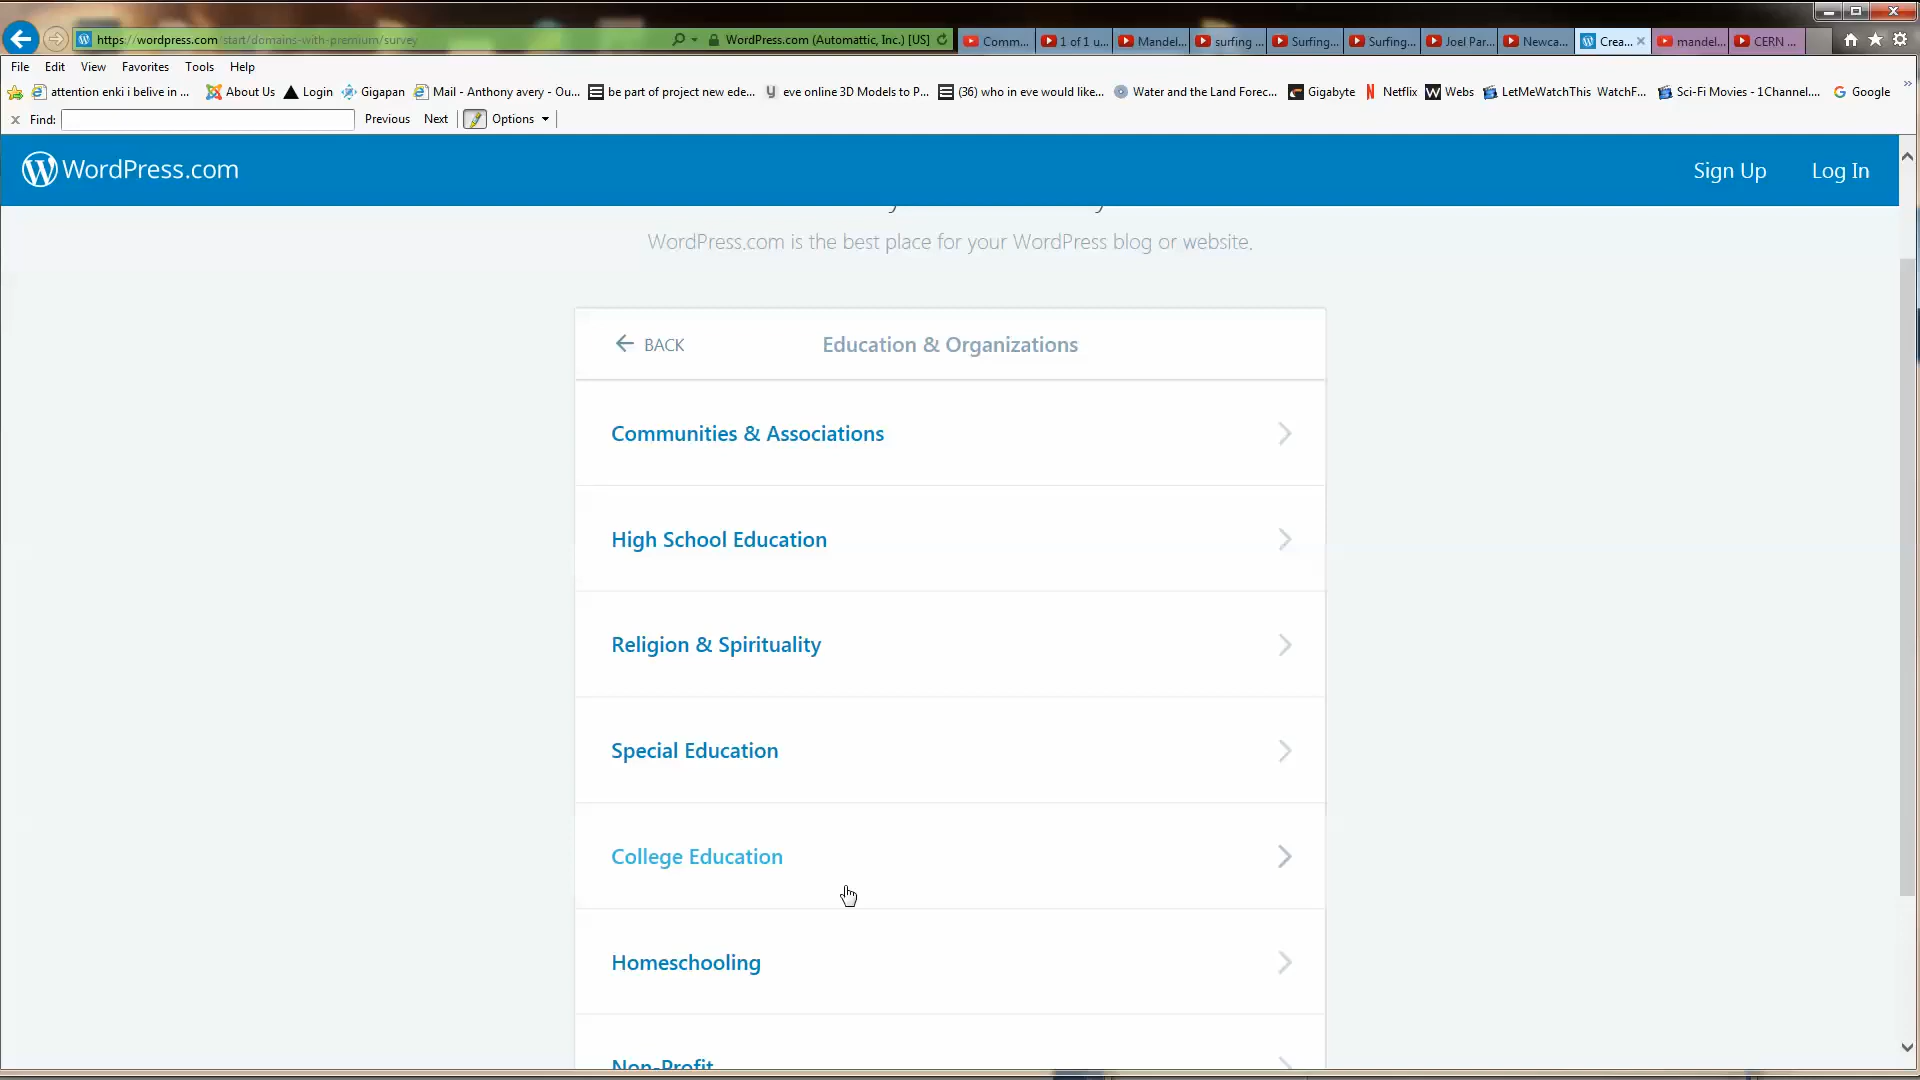 https://wordpress.com/start/domains-with-premium/survey
WordPress.com (Automattic, Inc.) [US]
Comm...
1 of 1 u...
Mandel...
surfing ...
Surfing...
Surfing...
Joel Par...
Newca...
Crea...
mandel...
CERN ...
File Edit View Favorites Tools Help
attention enki i belive in ...
About Us
Login
Gigapan
Mail - Anthony avery - Ou...
be part of project new ede...
eve online 3D Models to P...
(36) who in eve would like...
Water and the Land Forec...
Gigabyte
Netflix
Webs
LetMeWatchThis WatchF...
Sci-Fi Movies - 1Channel....
Google
Find: Previous Next Options
WordPress.com
Sign Up
Log In
WordPress.com is the best place for your WordPress blog or website.
BACK
Education & Organizations
Communities & Associations
High School Education
Religion & Spirituality
Special Education
College Education
Homeschooling
Non-Profit